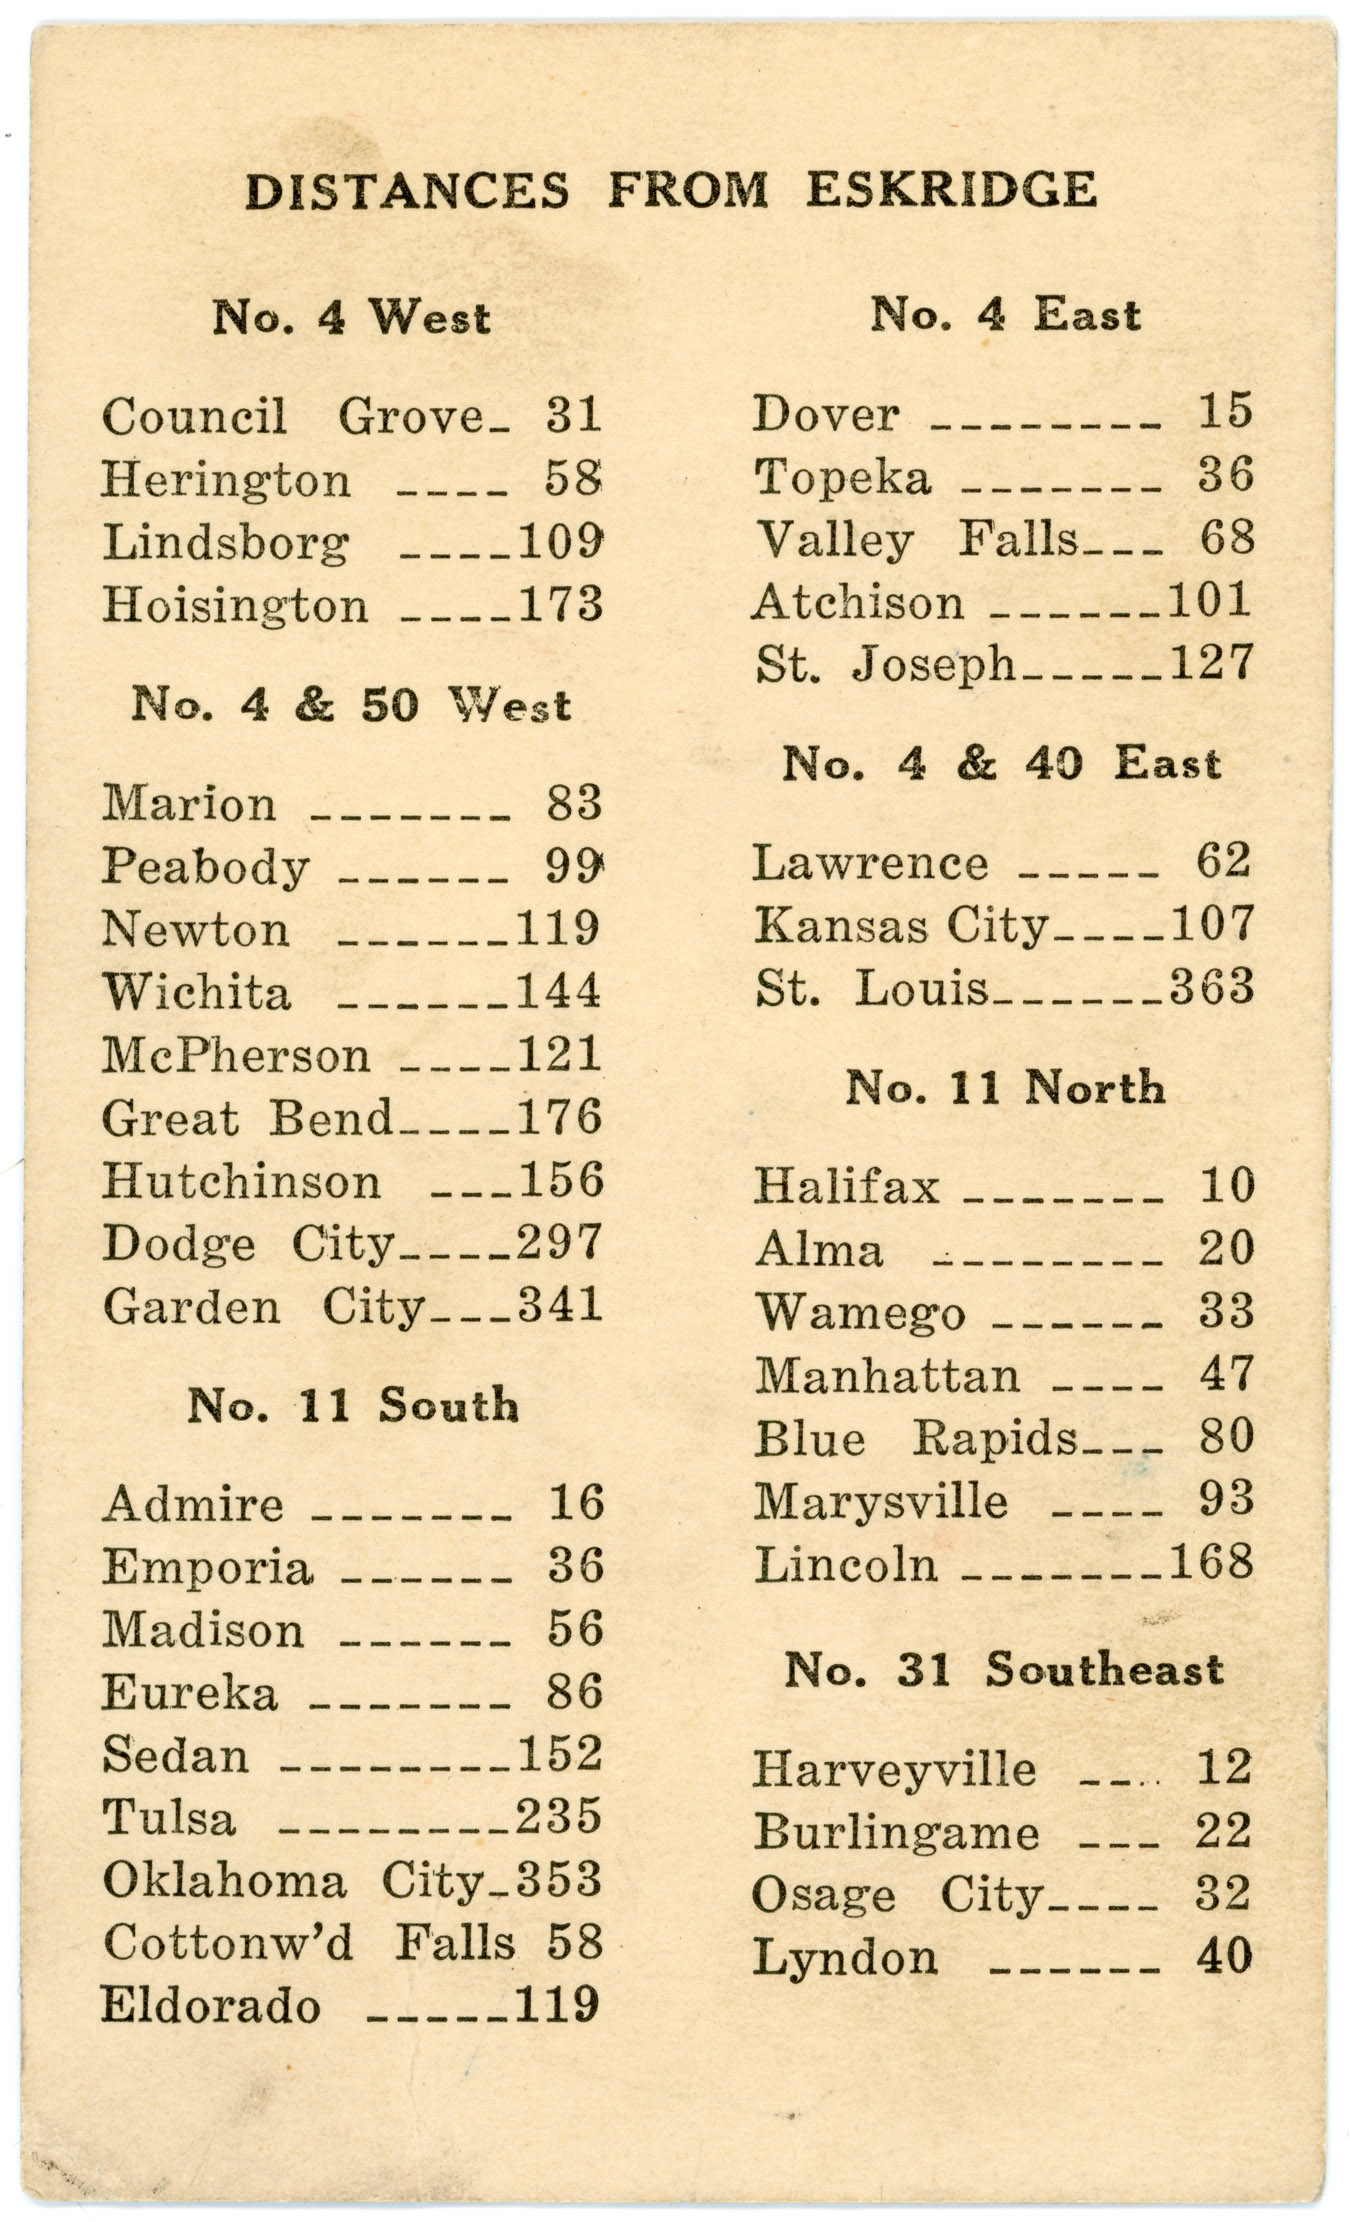 DISTANCES FROM ESKRIDGE
No. 4 West
Council Grove_ 31
Herington ____ 58
Lindsborg ____109
Hoisington ____173
No. 4 & 50 West
Marion _______ 83
Peabody ______ 99
Newton ______119
Wichita ______144
McPherson ____121
Great Bend____176
Hutchinson ___156
Dodge City____297
Garden City___341
No. 11 South
Admire _______ 16
Emporia ______ 36
Madison ______ 56
Eureka _______ 86
Sedan ________152
Tulsa ________235
Oklahoma City_353
Cottonw'd Falls 58
Eldorado _____119
No. 4 East
Dover ________ 15
Topeka _______ 36
Valley Falls___ 68
Atchison ______101
St. Joseph_____127
No. 4 & 40 East
Lawrence _____ 62
Kansas City____107
St. Louis______363
No. 11 North
Halifax _______ 10
Alma ________ 20
Wamego ______ 33
Manhattan ____ 47
Blue Rapids___ 80
Marysville ____ 93
Lincoln _______168
No. 31 Southeast
Harveyville __.. 12
Burlingame ___ 22
Osage City____ 32
Lyndon ______ 40